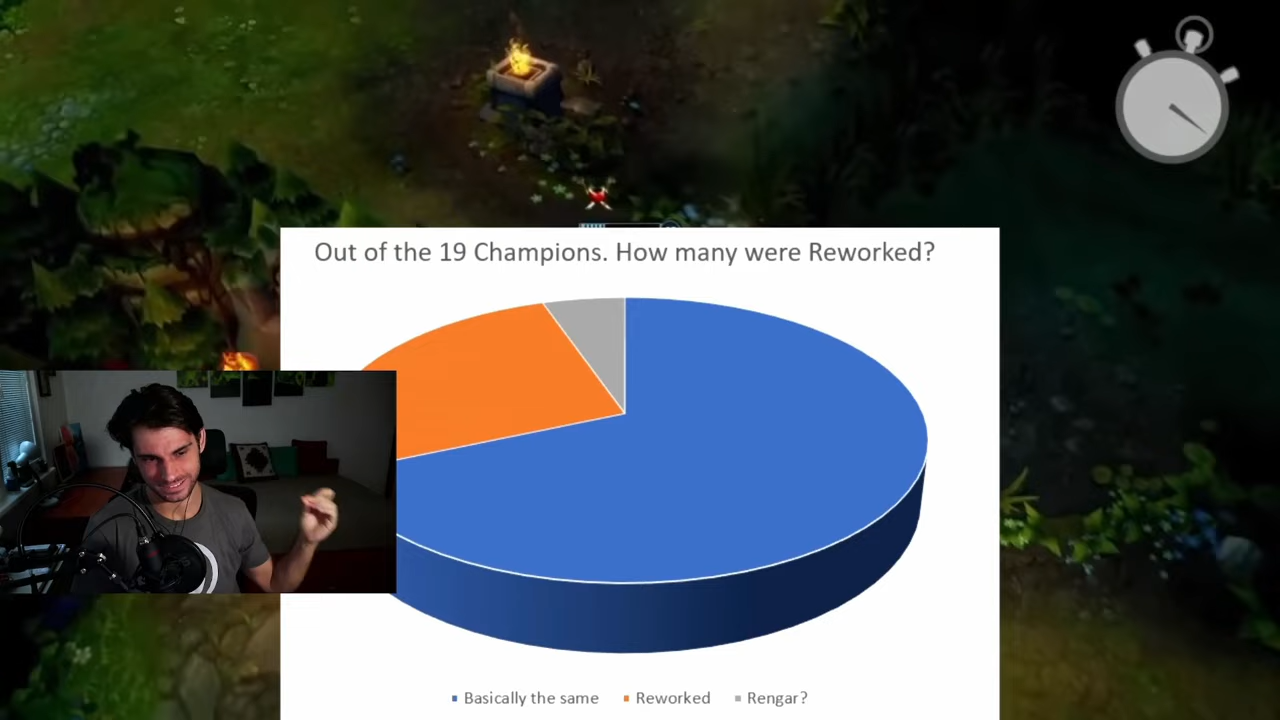 Out of the 19 Champions. How many were Reworked?
Basically the same Reworked Rengar?